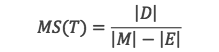 MS(T) = |D| / (|M| − |E|)